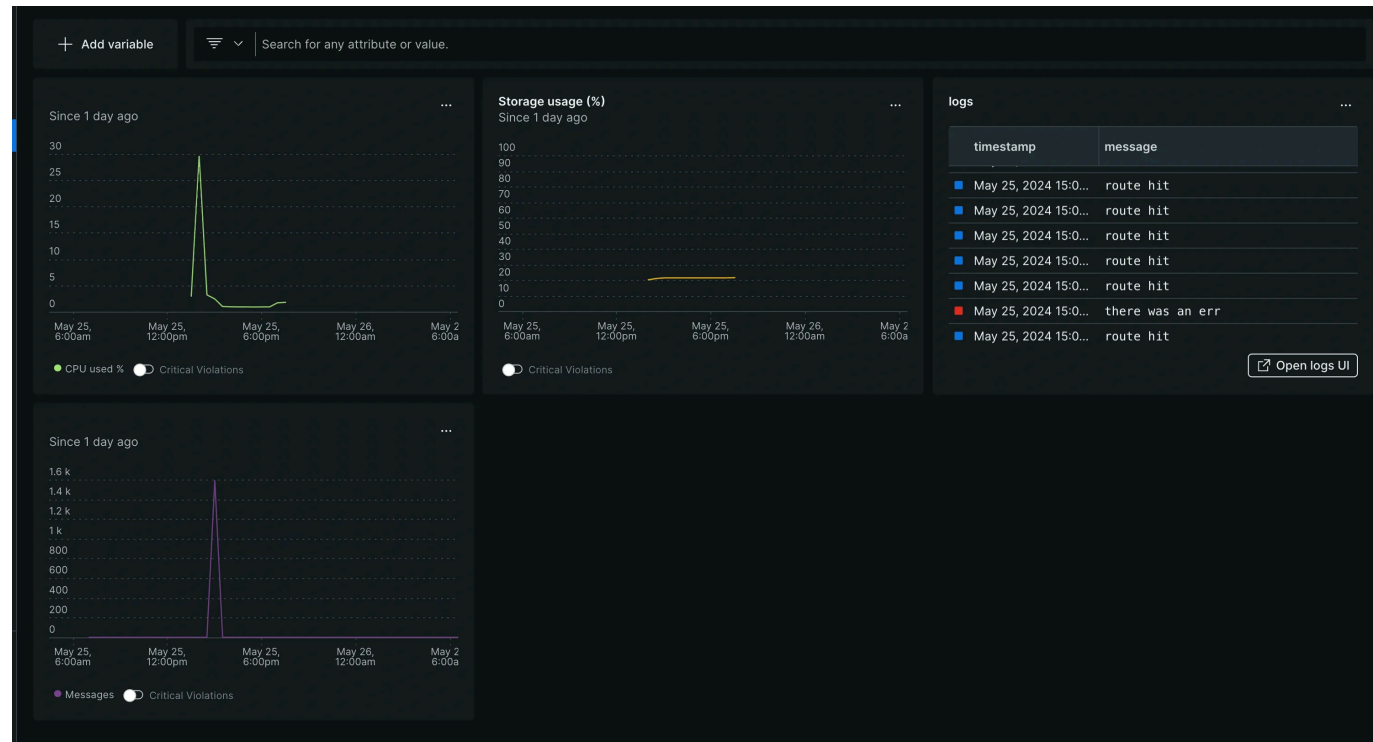 + Add variable
Search for any attribute or value.
Since 1 day ago
...
30
25
20
15
10
5
0
May 25, 6:00am
May 25, 12:00pm
May 25, 6:00pm
May 26, 12:00am
May 2 6:00a
CPU used %
Critical Violations
Storage usage (%)
...
Since 1 day ago
100
90
80
70
60
50
40
30
20
10
0
May 25, 6:00am
May 25, 12:00pm
May 25, 6:00pm
May 26, 12:00am
May 2 6:00a
Critical Violations
logs
...
timestamp message
May 25, 2024 15:0... route hit
May 25, 2024 15:0... route hit
May 25, 2024 15:0... route hit
May 25, 2024 15:0... route hit
May 25, 2024 15:0... route hit
May 25, 2024 15:0... there was an err
May 25, 2024 15:0... route hit
Open logs UI
Since 1 day ago
...
1.6 k
1.4 k
1.2 k
1 k
800
600
400
200
0
May 25, 6:00am
May 25, 12:00pm
May 25, 6:00pm
May 26, 12:00am
May 2 6:00a
Messages
Critical Violations